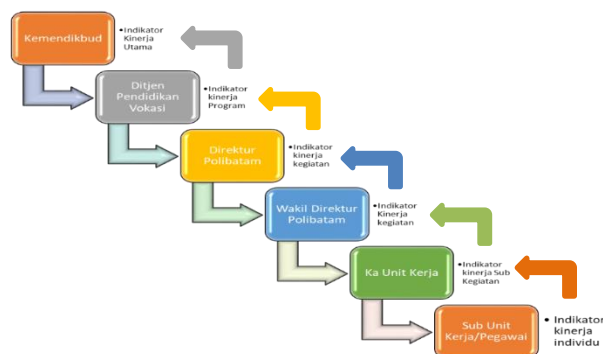 Kemendikbud
•Indikator
Kinerja
Utama
Ditjen
Pendidikan
Vokasi
•Indikator
kinerja
Program
Direktur
Polibatam
•Indikator
kinerja
kegiatan
Wakil Direktur
Polibatam
•Indikator
Kinerja
kegiatan
Ka Unit Kerja
•Indikator
kinerja Sub
Kegiatan
Sub Unit
Kerja/Pegawai
• Indikator
kinerja
individu